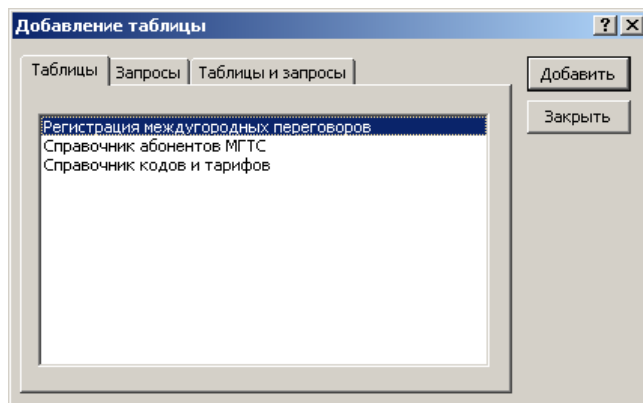 Добавление таблицы
Таблицы Запросы Таблицы и запросы
Добавить
Закрыть
Регистрация междугородных переговоров
Справочник абонентов МГТС
Справочник кодов и тарифов